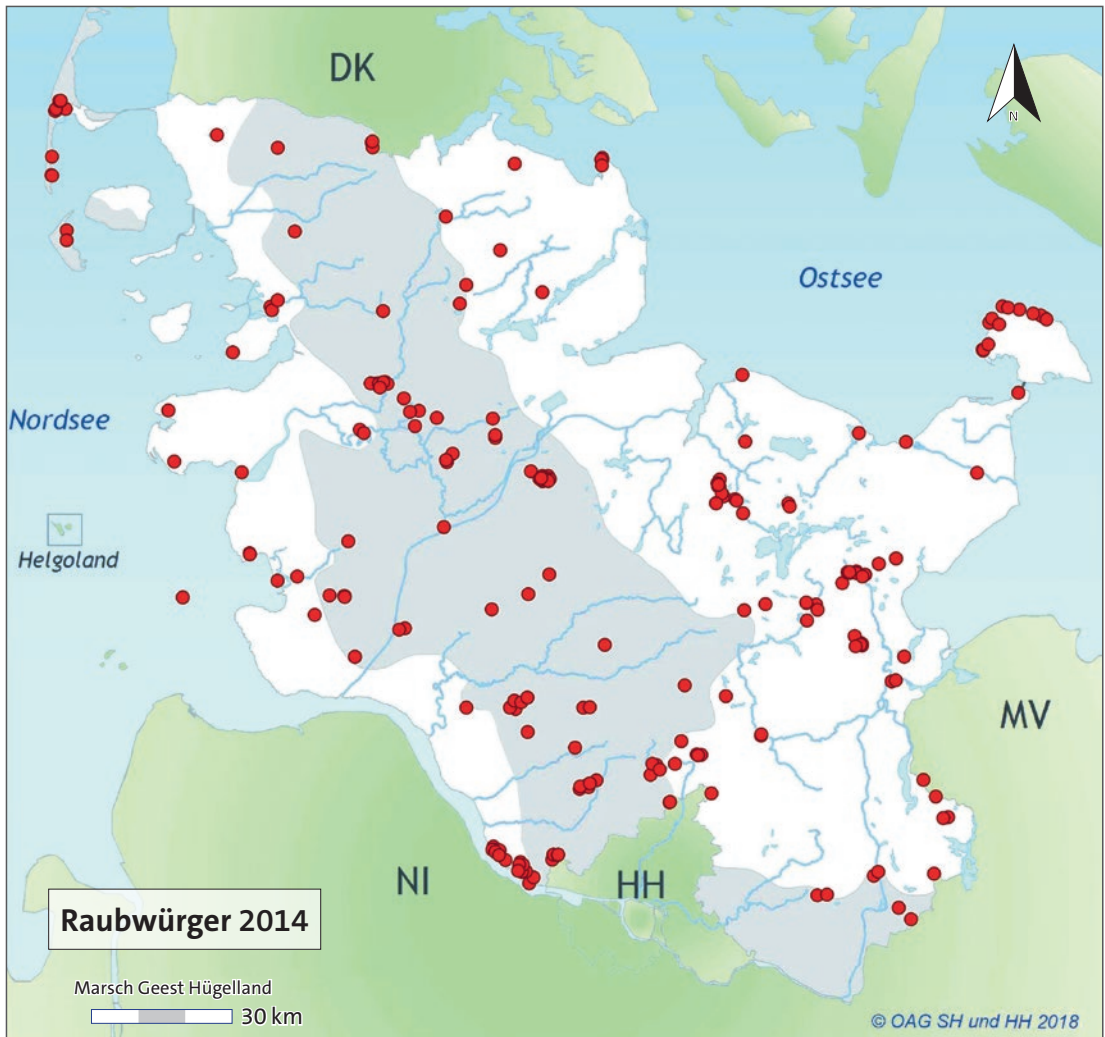 DK
N
Ostsee
Nordsee
Helgoland
MV
NI
HH
Raubwürger 2014
Marsch Geest Hügelland
30 km
© OAG SH und HH 2018